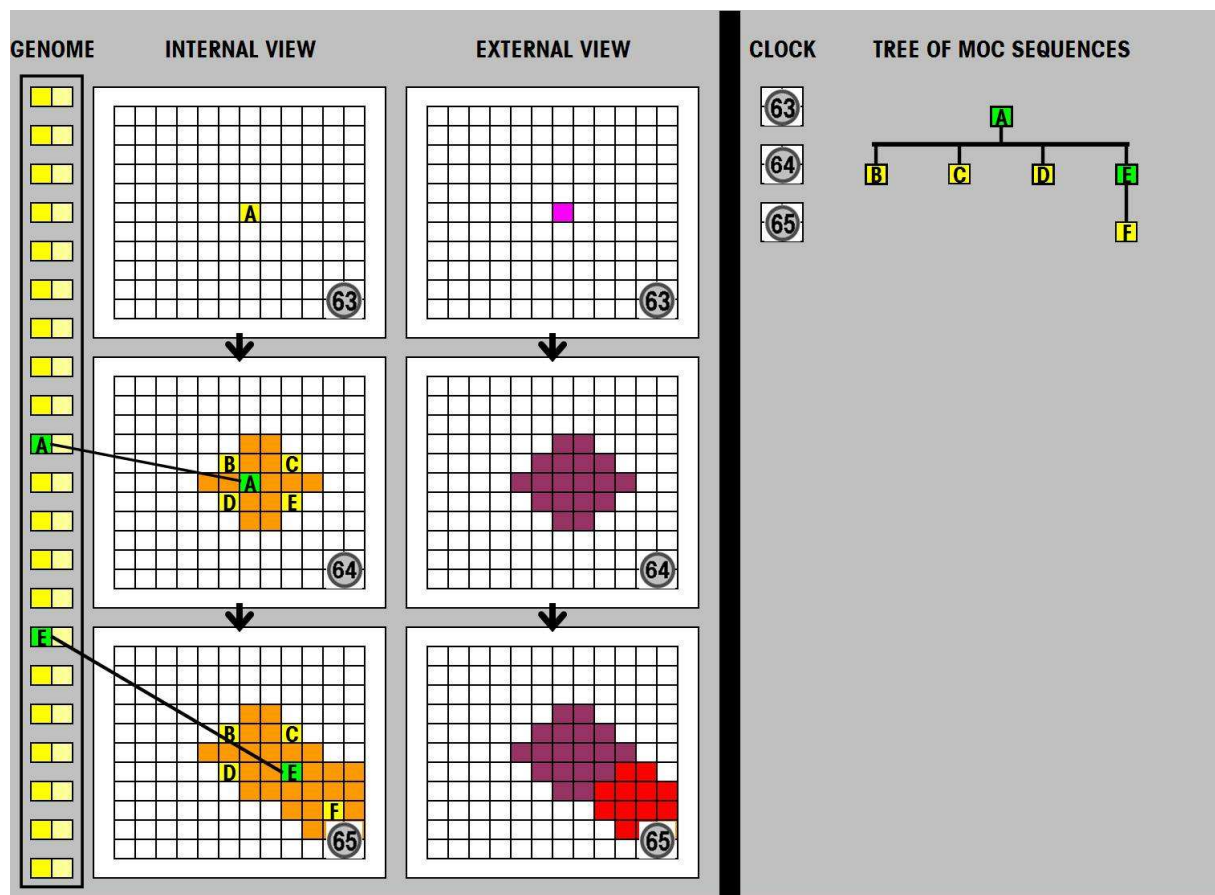 GENOME INTERNAL VIEW EXTERNAL VIEW CLOCK TREE OF MOC SEQUENCES
63 A
64 B C D E
65 F
A
63 63
A
B C
A
D E
64 64
E
B C
D E
F
65 65